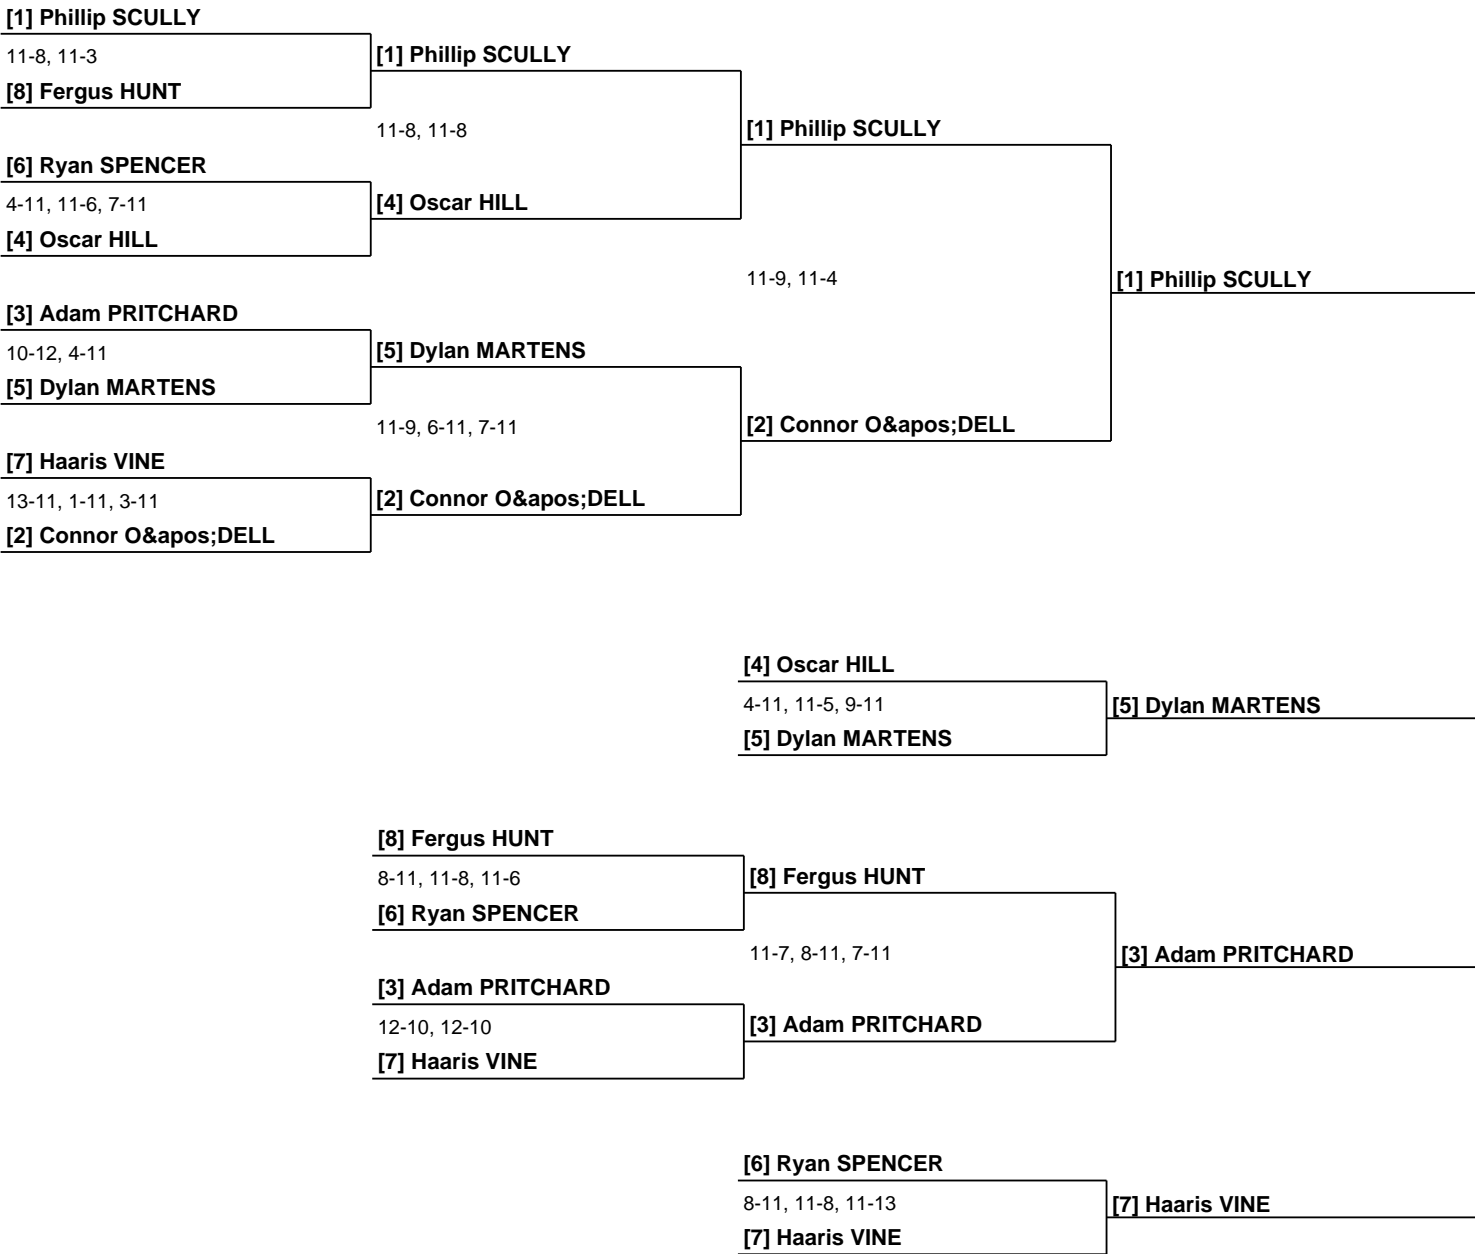 [1] Phillip SCULLY
11-8, 11-3
[8] Fergus HUNT
[6] Ryan SPENCER
4-11, 11-6, 7-11
[4] Oscar HILL
[3] Adam PRITCHARD
10-12, 4-11
[5] Dylan MARTENS
[7] Haaris VINE
13-11, 1-11, 3-11
[2] Connor O&apos;DELL
[1] Phillip SCULLY
11-8, 11-8
[4] Oscar HILL
[5] Dylan MARTENS
11-9, 6-11, 7-11
[2] Connor O&apos;DELL
[1] Phillip SCULLY
11-9, 11-4
[2] Connor O&apos;DELL
[1] Phillip SCULLY
[4] Oscar HILL
4-11, 11-5, 9-11
[5] Dylan MARTENS
[5] Dylan MARTENS
[8] Fergus HUNT
8-11, 11-8, 11-6
[6] Ryan SPENCER
[3] Adam PRITCHARD
12-10, 12-10
[7] Haaris VINE
[8] Fergus HUNT
11-7, 8-11, 7-11
[3] Adam PRITCHARD
[3] Adam PRITCHARD
[6] Ryan SPENCER
8-11, 11-8, 11-13
[7] Haaris VINE
[7] Haaris VINE